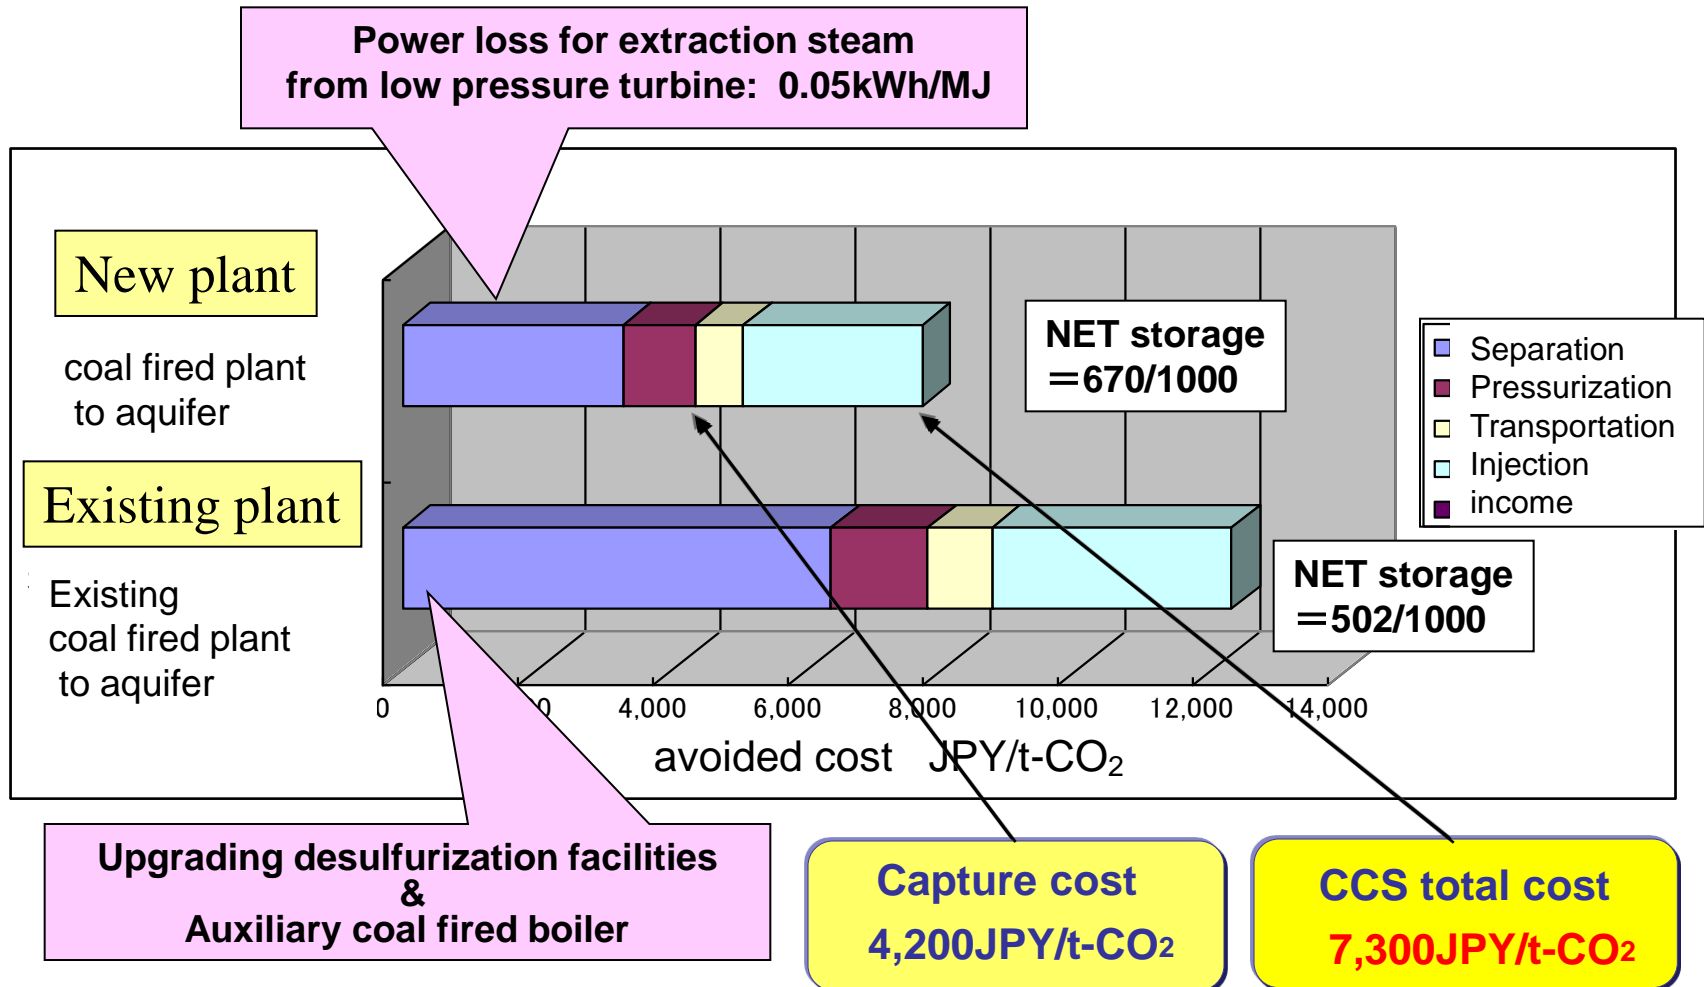 Power loss for extraction steam
from low pressure turbine: 0.05kWh/MJ
New plant
coal fired plant
to aquifer
NET storage
＝670/1000
Separation
Pressurization
Transportation
Injection
income
Existing plant
Existing
coal fired plant
to aquifer
NET storage
＝502/1000
0
4,000
6,000
8,000
10,000
12,000
14,000
avoided cost JPY/t-CO₂
Upgrading desulfurization facilities
&
Auxiliary coal fired boiler
Capture cost
4,200JPY/t-CO2
CCS total cost
7,300JPY/t-CO2